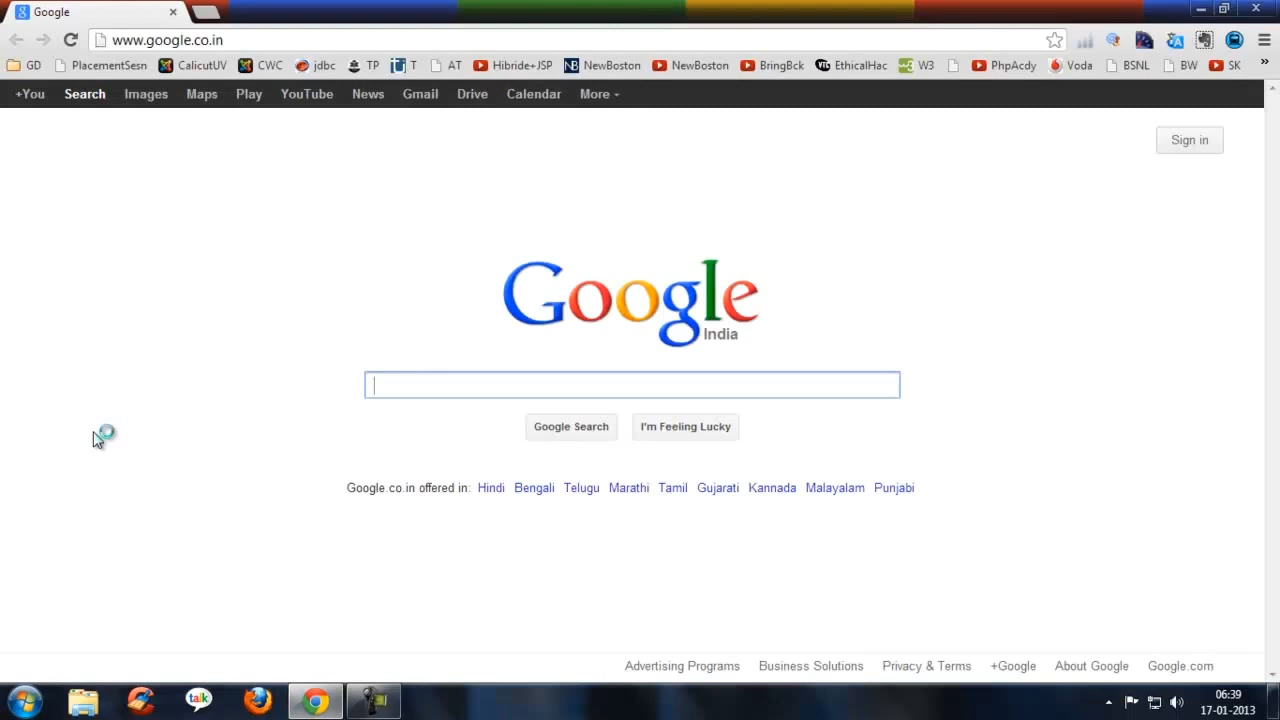 Google
www.google.co.in
GD PlacementSesn CalicutUV CWC jdbc TP T AT Hibride+JSP NewBoston NewBoston BringBck EthicalHac W3 PhpAcdy Voda BSNL BW SK »
+You Search Images Maps Play YouTube News Gmail Drive Calendar More
Sign in
Google
India
Google Search I'm Feeling Lucky
Google.co.in offered in: Hindi Bengali Telugu Marathi Tamil Gujarati Kannada Malayalam Punjabi
Advertising Programs Business Solutions Privacy & Terms +Google About Google Google.com
talk
06:39
17-01-2013